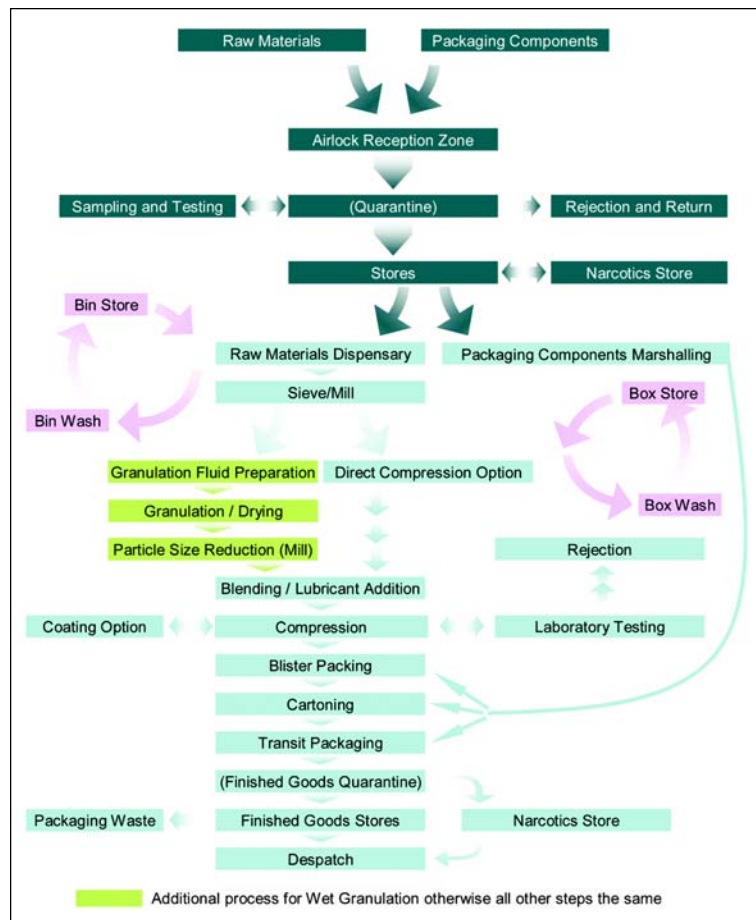 Raw Materials
Packaging Components
Airlock Reception Zone
Sampling and Testing
(Quarantine)
Rejection and Return
Stores
Narcotics Store
Bin Store
Raw Materials Dispensary
Packaging Components Marshalling
Sieve/Mill
Box Store
Bin Wash
Granulation Fluid Preparation
Direct Compression Option
Box Wash
Granulation / Drying
Particle Size Reduction (Mill)
Rejection
Blending / Lubricant Addition
Coating Option
Compression
Laboratory Testing
Blister Packing
Cartoning
Transit Packaging
(Finished Goods Quarantine)
Packaging Waste
Finished Goods Stores
Narcotics Store
Despatch
Additional process for Wet Granulation otherwise all other steps the same